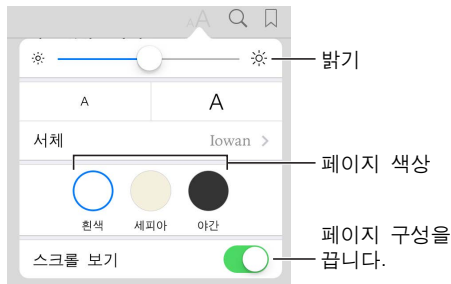 AA
밝기
A A
서체 Iowan >
페이지 색상
흰색 세피아 야간
페이지 구성을
끕니다.
스크롤 보기